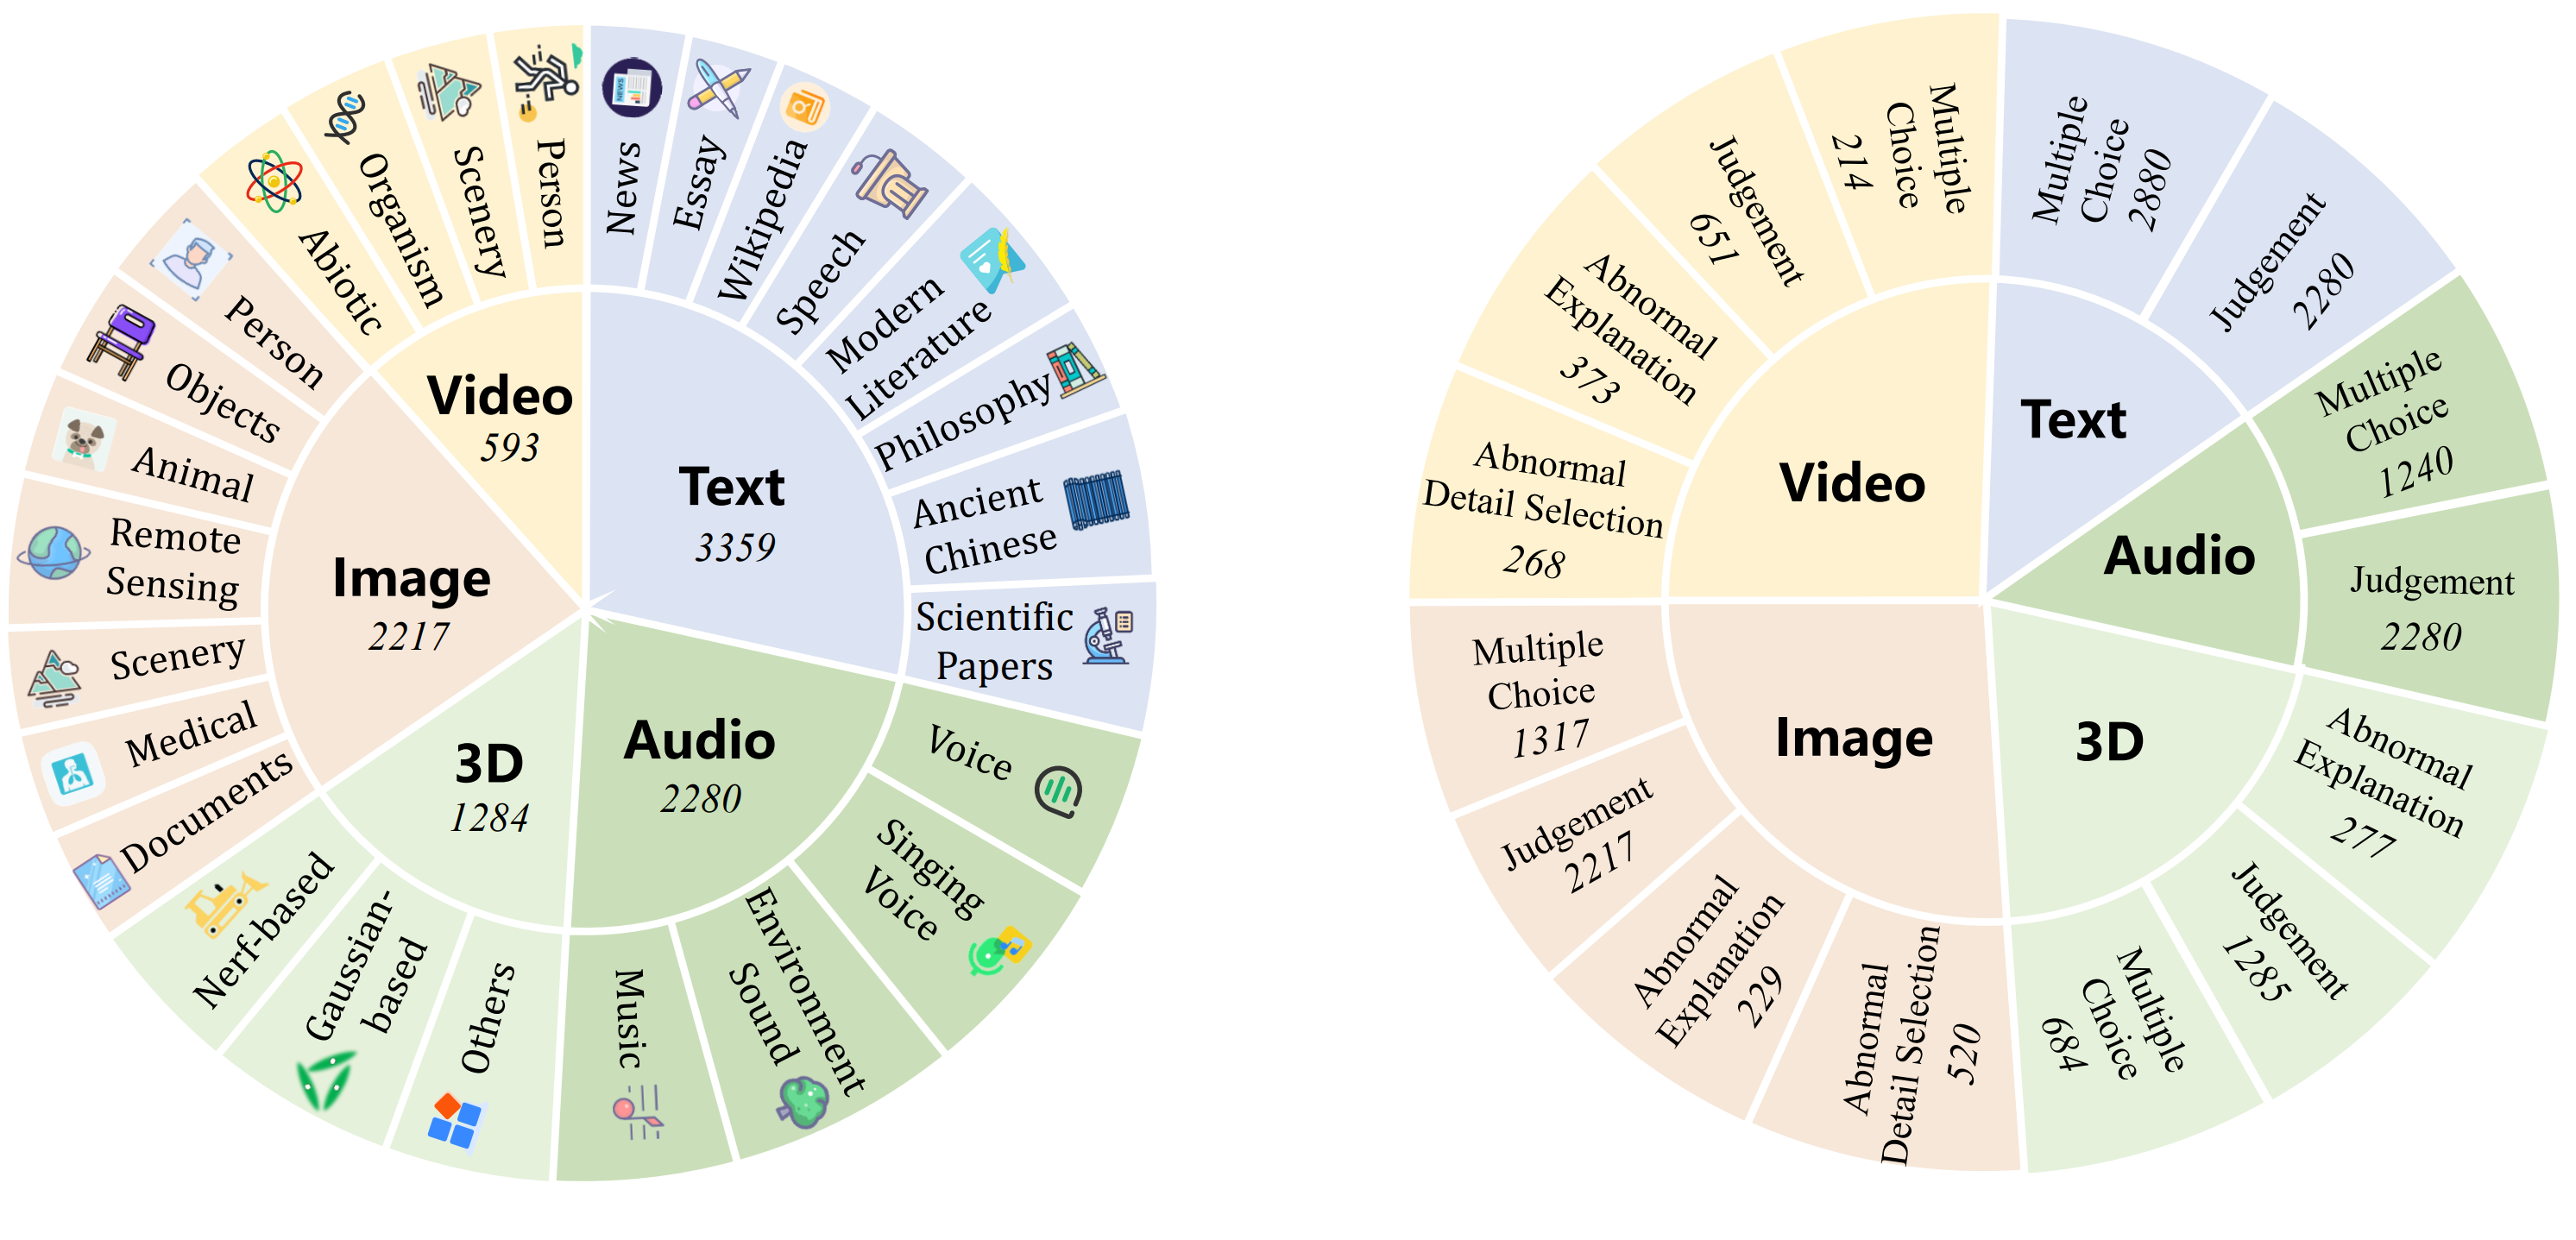 News
Essay
Wikipedia
Speech
Modern
Literature
Philosophy
Ancient
Chinese
Scientific
Papers
Text
3359
Voice
Singing
Voice
Environment
Sound
Music
Audio
2280
Others
Gaussian-
based
Nerf-based
3D
1284
Documents
Medical
Scenery
Remote
Sensing
Animal
Objects
Person
Image
2217
Abiotic
Organism
Scenery
Person
Video
593
NEWS
Multiple
Choice
2880
Judgement
2280
Text
Multiple
Choice
1240
Judgement
2280
Audio
Abnormal
Explanation
277
Judgement
1285
Multiple
Choice
684
3D
Abnormal
Detail Selection
520
Abnormal
Explanation
229
Judgement
2217
Multiple
Choice
1317
Image
Abnormal
Detail Selection
268
Abnormal
Explanation
373
Judgement
651
Multiple
Choice
214
Video